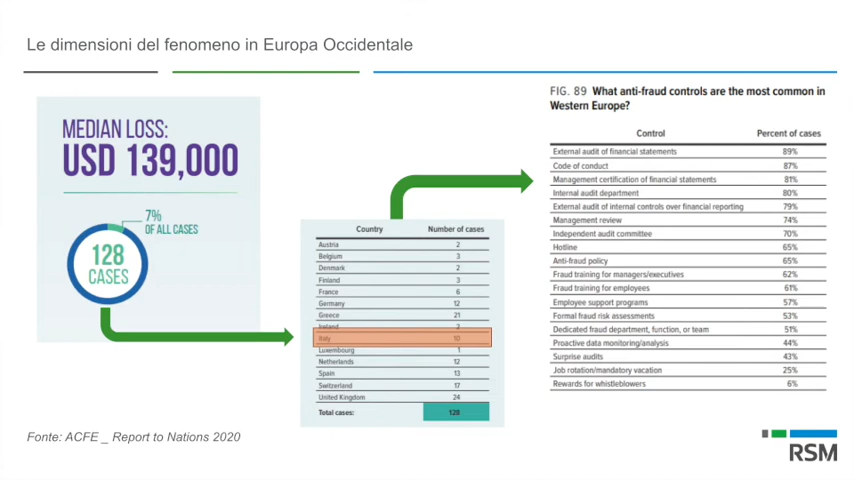 Le dimensioni del fenomeno in Europa Occidentale
MEDIAN LOSS:
USD 139,000
7%
OF ALL CASES
128
CASES
Country Number of cases
Austria 2
Belgium 3
Denmark 2
Finland 3
France 6
Germany 12
Greece 21
Ireland 2
Italy 10
Luxembourg 1
Netherlands 12
Spain 13
Switzerland 17
United Kingdom 24
Total cases: 128
FIG. 89 What anti-fraud controls are the most common in
Western Europe?
Control Percent of cases
External audit of financial statements 89%
Code of conduct 87%
Management certification of financial statements 81%
Internal audit department 80%
External audit of internal controls over financial reporting 79%
Management review 74%
Independent audit committee 70%
Hotline 65%
Anti-fraud policy 65%
Fraud training for managers/executives 62%
Fraud training for employees 61%
Employee support programs 57%
Formal fraud risk assessments 53%
Dedicated fraud department, function, or team 51%
Proactive data monitoring/analysis 44%
Surprise audits 43%
Job rotation/mandatory vacation 25%
Rewards for whistleblowers 6%
Fonte: ACFE _ Report to Nations 2020
RSM